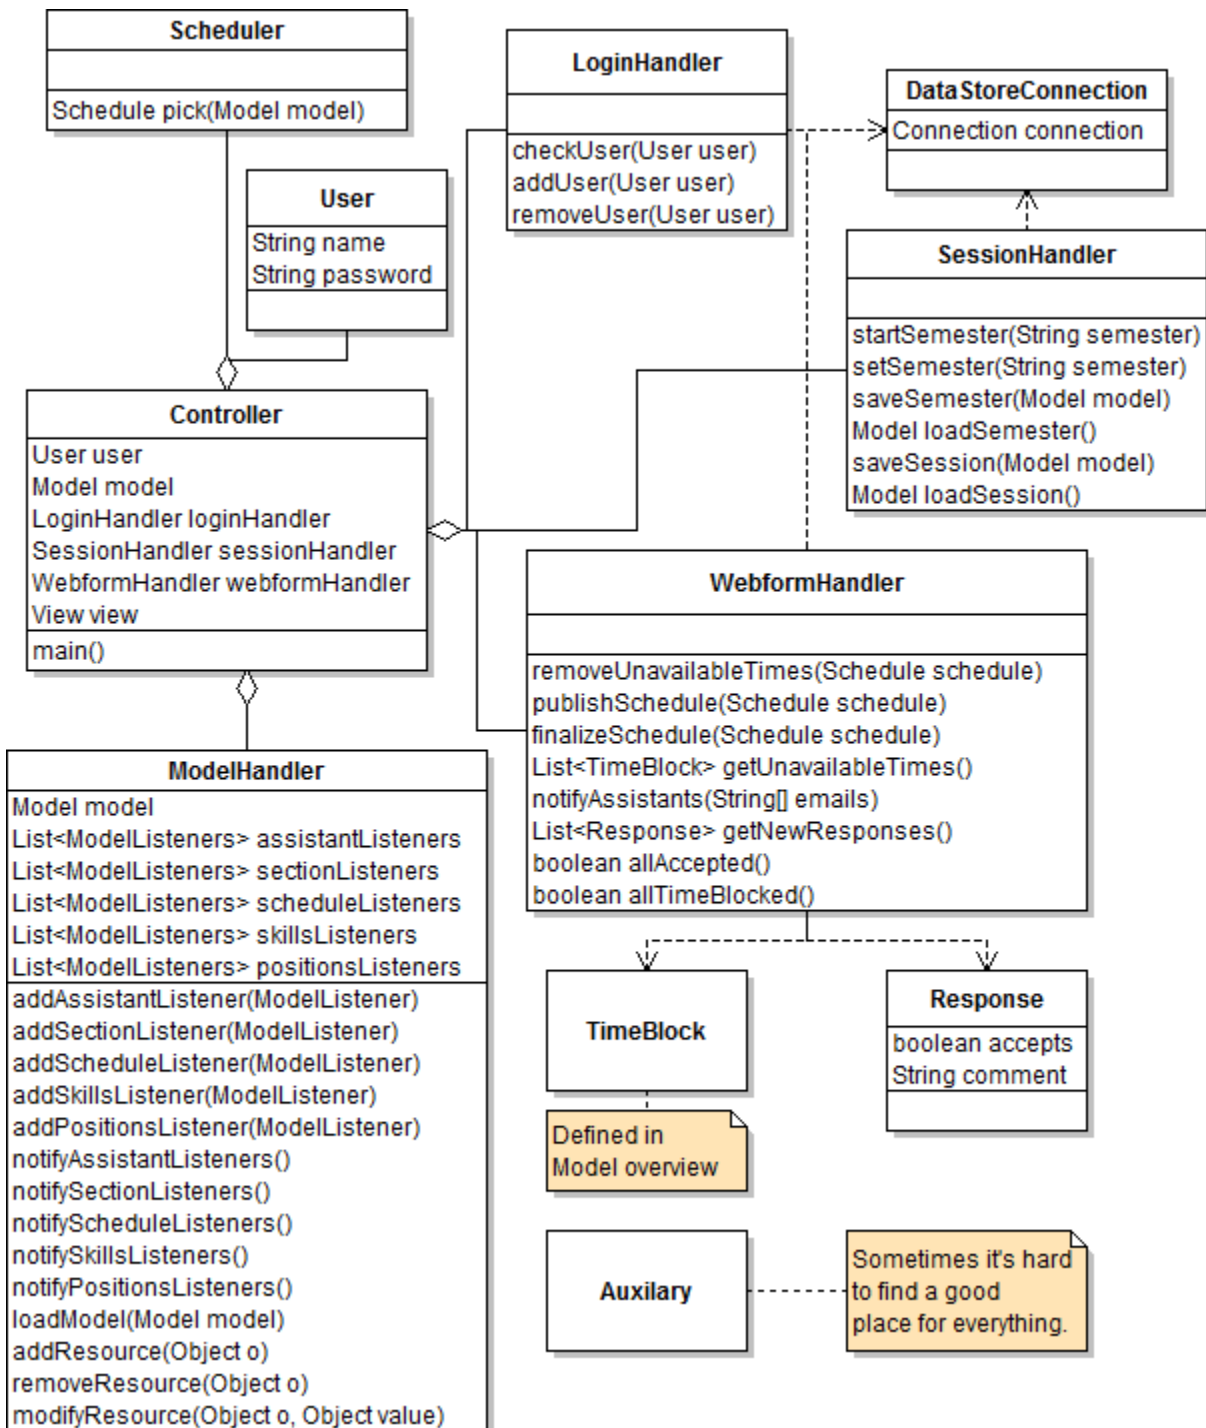 Scheduler
Schedule pick(Model model)
LoginHandler
checkUser(User user)
addUser(User user)
removeUser(User user)
DataStoreConnection
Connection connection
User
String name
String password
SessionHandler
startSemester(String semester)
setSemester(String semester)
saveSemester(Model model)
Model loadSemester()
saveSession(Model model)
Model loadSession()
Controller
User user
Model model
LoginHandler loginHandler
SessionHandler sessionHandler
WebformHandler webformHandler
View view
main()
WebformHandler
removeUnavailableTimes(Schedule schedule)
publishSchedule(Schedule schedule)
finalizeSchedule(Schedule schedule)
List<TimeBlock> getUnavailableTimes()
notifyAssistants(String[] emails)
List<Response> getNewResponses()
boolean allAccepted()
boolean allTimeBlocked()
ModelHandler
Model model
List<ModelListeners> assistantListeners
List<ModelListeners> sectionListeners
List<ModelListeners> scheduleListeners
List<ModelListeners> skillsListeners
List<ModelListeners> positionsListeners
addAssistantListener(ModelListener)
addSectionListener(ModelListener)
addScheduleListener(ModelListener)
addSkillsListener(ModelListener)
addPositionsListener(ModelListener)
notifyAssistantListeners()
notifySectionListeners()
notifyScheduleListeners()
notifySkillsListeners()
notifyPositionsListeners()
loadModel(Model model)
addResource(Object o)
removeResource(Object o)
modifyResource(Object o, Object value)
TimeBlock
Defined in
Model overview
Response
boolean accepts
String comment
Auxilary
Sometimes it's hard
to find a good
place for everything.